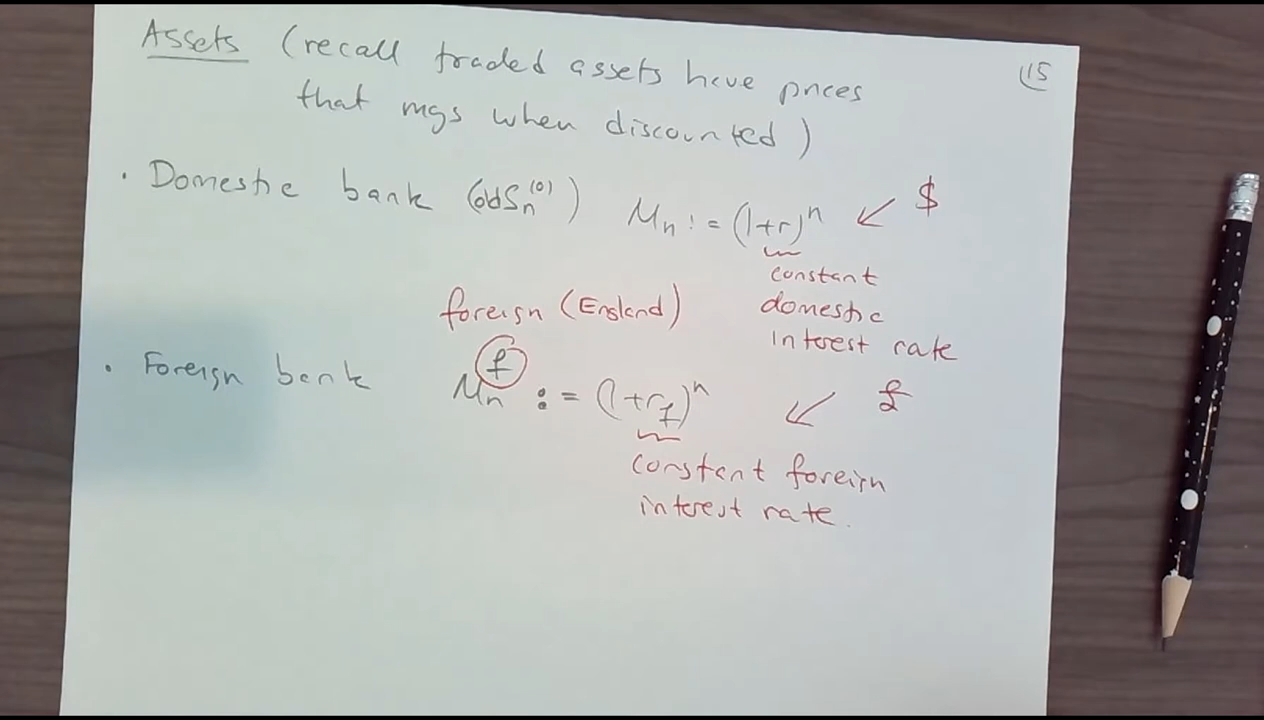 Assets (recall traded assets have prices
(15
that mgs when discounted)
· Domestic bank (old S_n^(0)) M_n := (1+r)^n ↙ $
constant
domestic
interest rate
foreign (England)
· Foreign bank M_n^f := (1+r_f)^n ↙ £
constant foreign
interest rate.